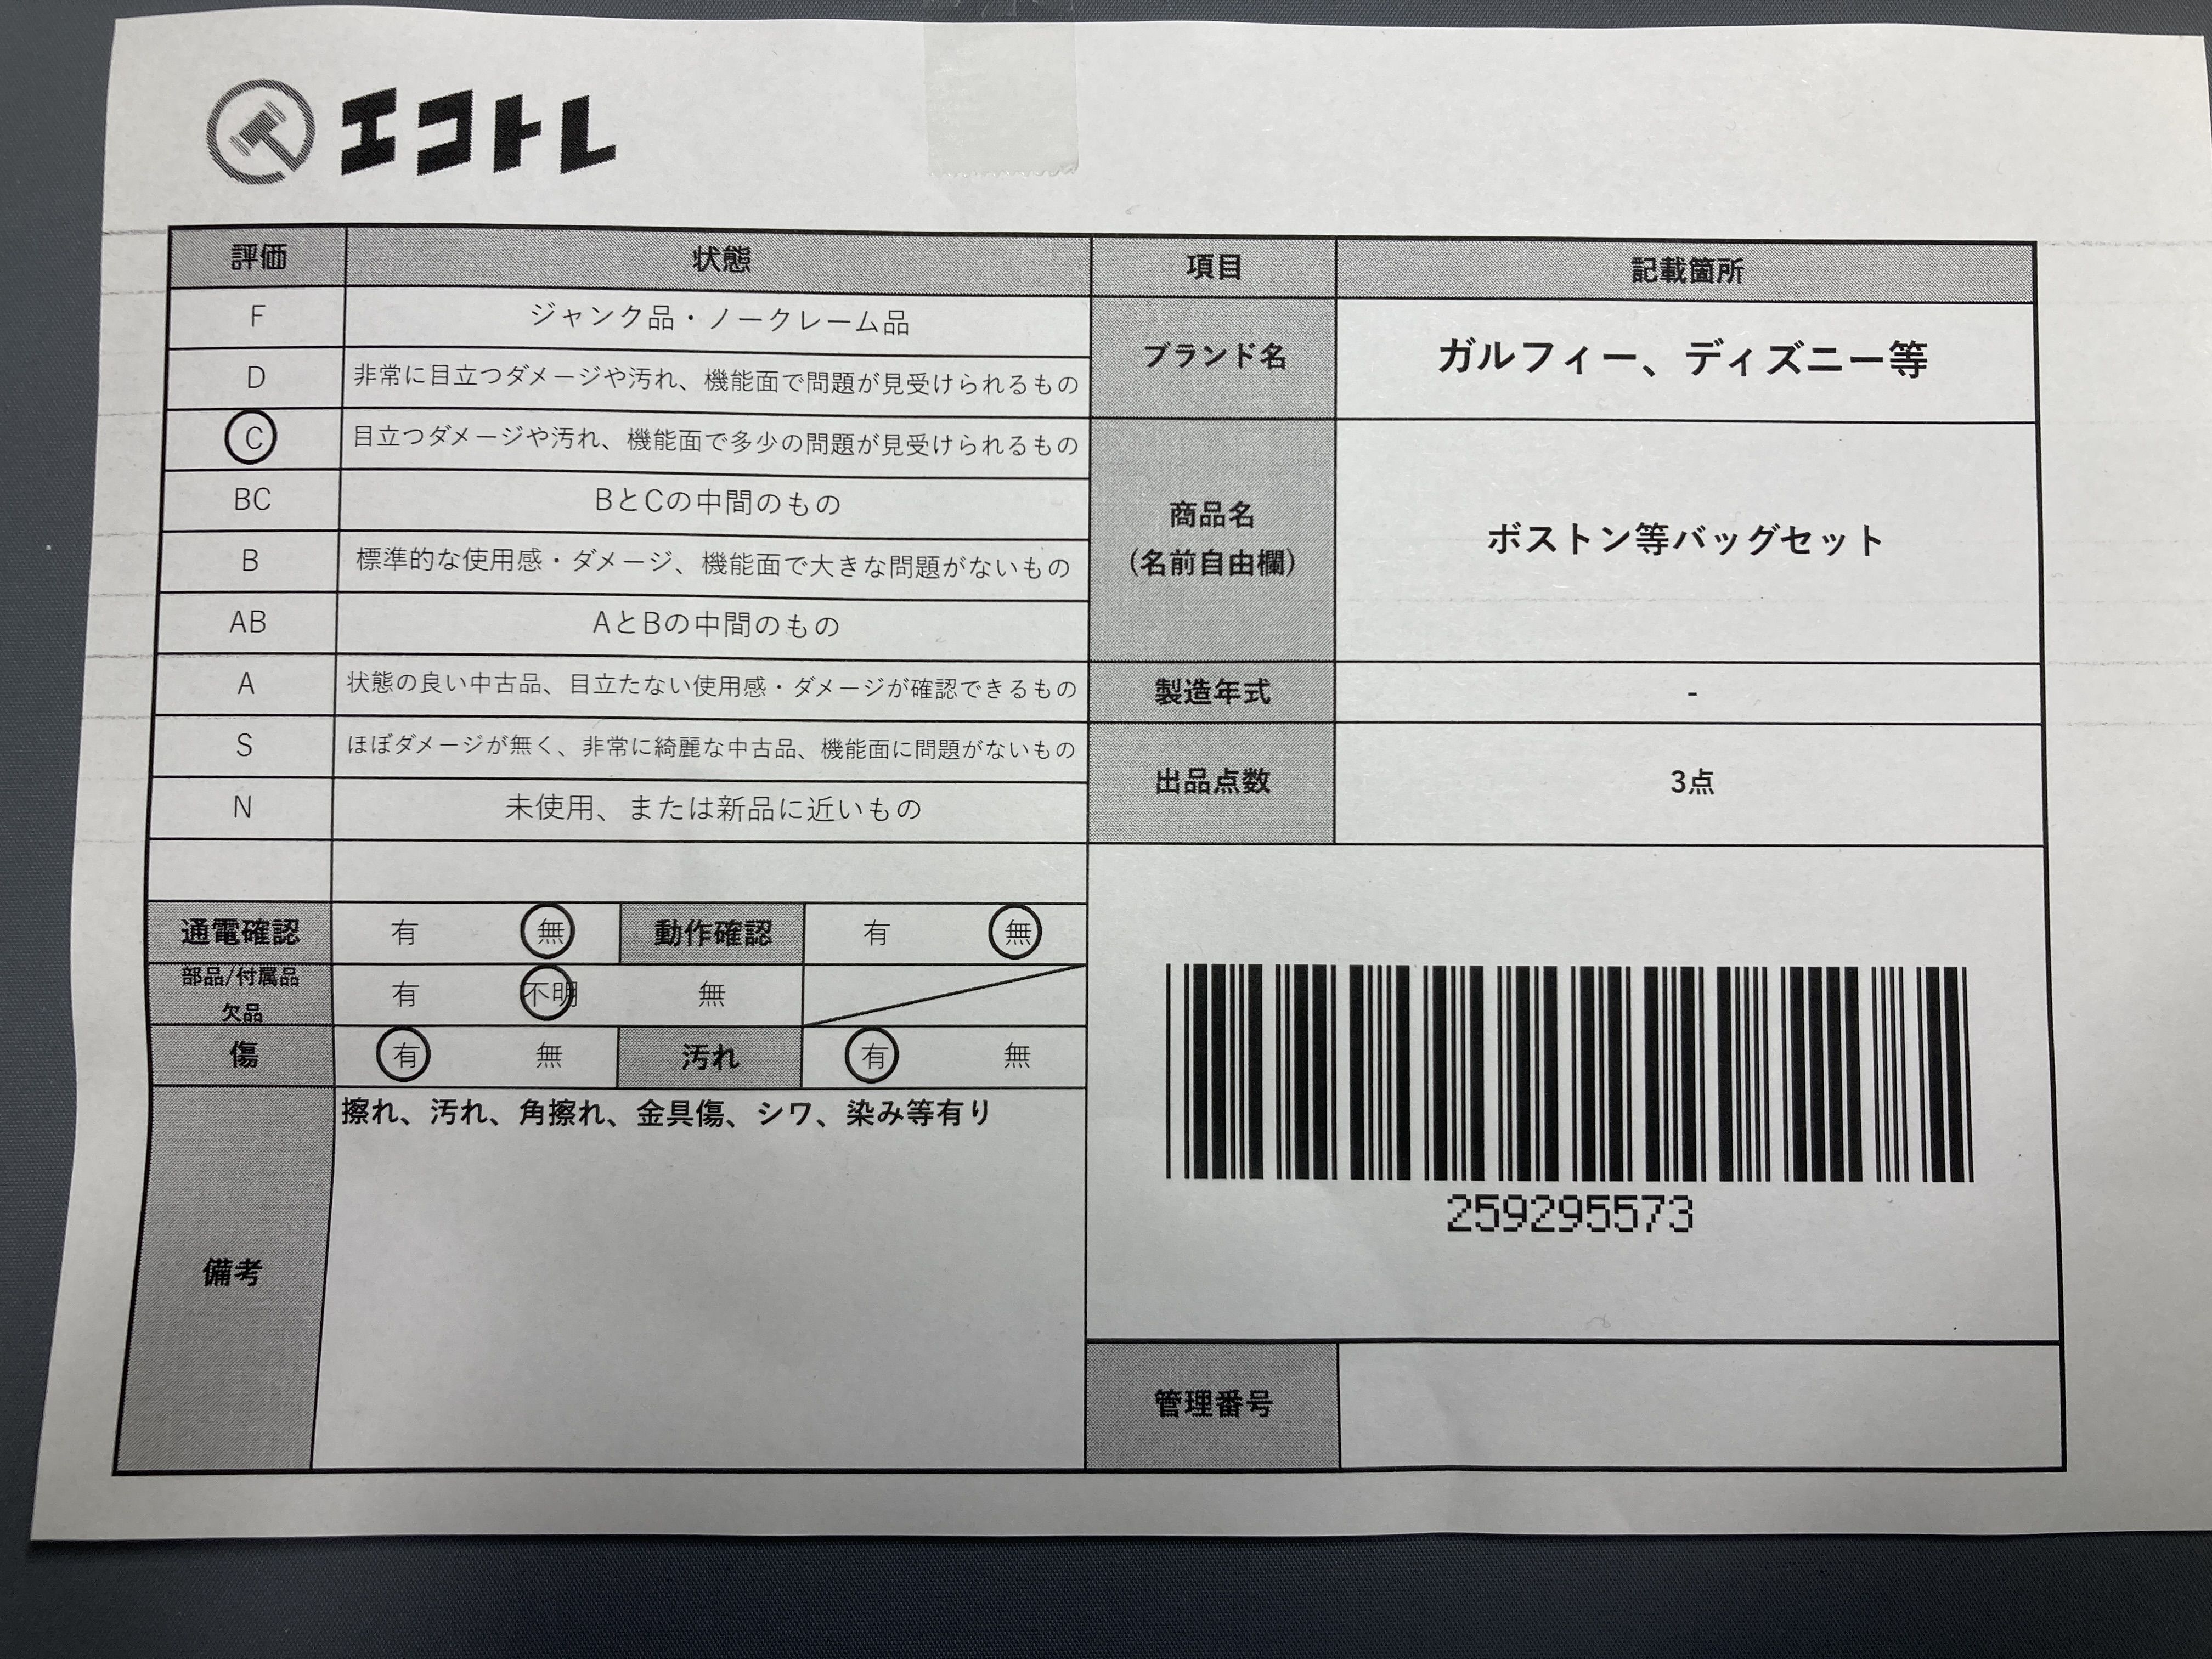 エコトレ
評価 状態 項目 記載箇所
F ジャンク品・ノークレーム品
D 非常に目立つダメージや汚れ、機能面で問題が見受けられるもの
ブランド名 ガルフィー、ディズニー等
C 目立つダメージや汚れ、機能面で多少の問題が見受けられるもの
BC BとCの中間のもの
商品名
(名前自由欄)
ボストン等バッグセット
B 標準的な使用感・ダメージ、機能面で大きな問題がないもの
AB AとBの中間のもの
A 状態の良い中古品、目立たない使用感・ダメージが確認できるもの
製造年式 -
S ほぼダメージが無く、非常に綺麗な中古品、機能面に問題がないもの
出品点数 3点
N 未使用、または新品に近いもの
通電確認 有 無 動作確認 有 無
部品/付属品
欠品
有 不明 無
傷 有 無 汚れ 有 無
備考
擦れ、汚れ、角擦れ、金具傷、シワ、染み等有り
259295573
管理番号